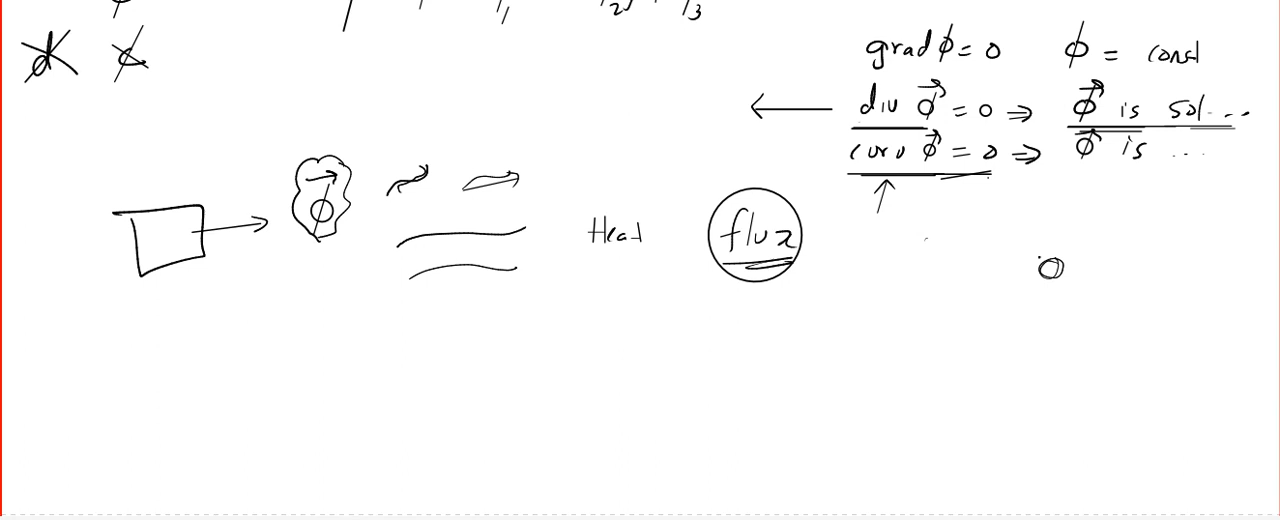 grad ϕ = 0 ϕ = const
div ϕ⃗ = 0 ⇒ ϕ⃗ is sol...
curl ϕ⃗ = 0 ⇒ ϕ⃗ is ...
ϕ⃗
Heat
flux